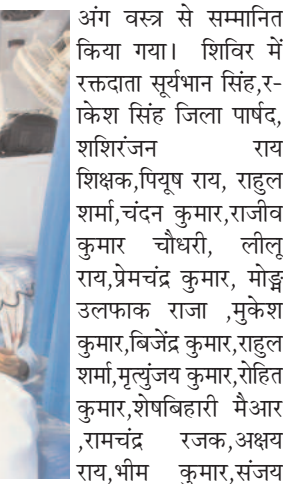 अंग वस्त्र से सम्मानित
किया गया। शिविर में
रक्तदाता सूर्यभान सिंह,र-
ाकेश सिंह जिला पार्षद,
शशिरंजन राय
शिक्षक,पियूष राय, राहुल
शर्मा,चंदन कुमार,राजीव
कुमार चौधरी, लीलू
राय,प्रेमचंद्र कुमार, मोङ्ख
उलफाक राजा ,मुकेश
कुमार,बिजेंद्र कुमार,राहुल
शर्मा,मृत्युंजय कुमार,रोहित
कुमार,शेषबिहारी मैआर
,रामचंद्र रजक,अक्षय
राय,भीम कुमार,संजय